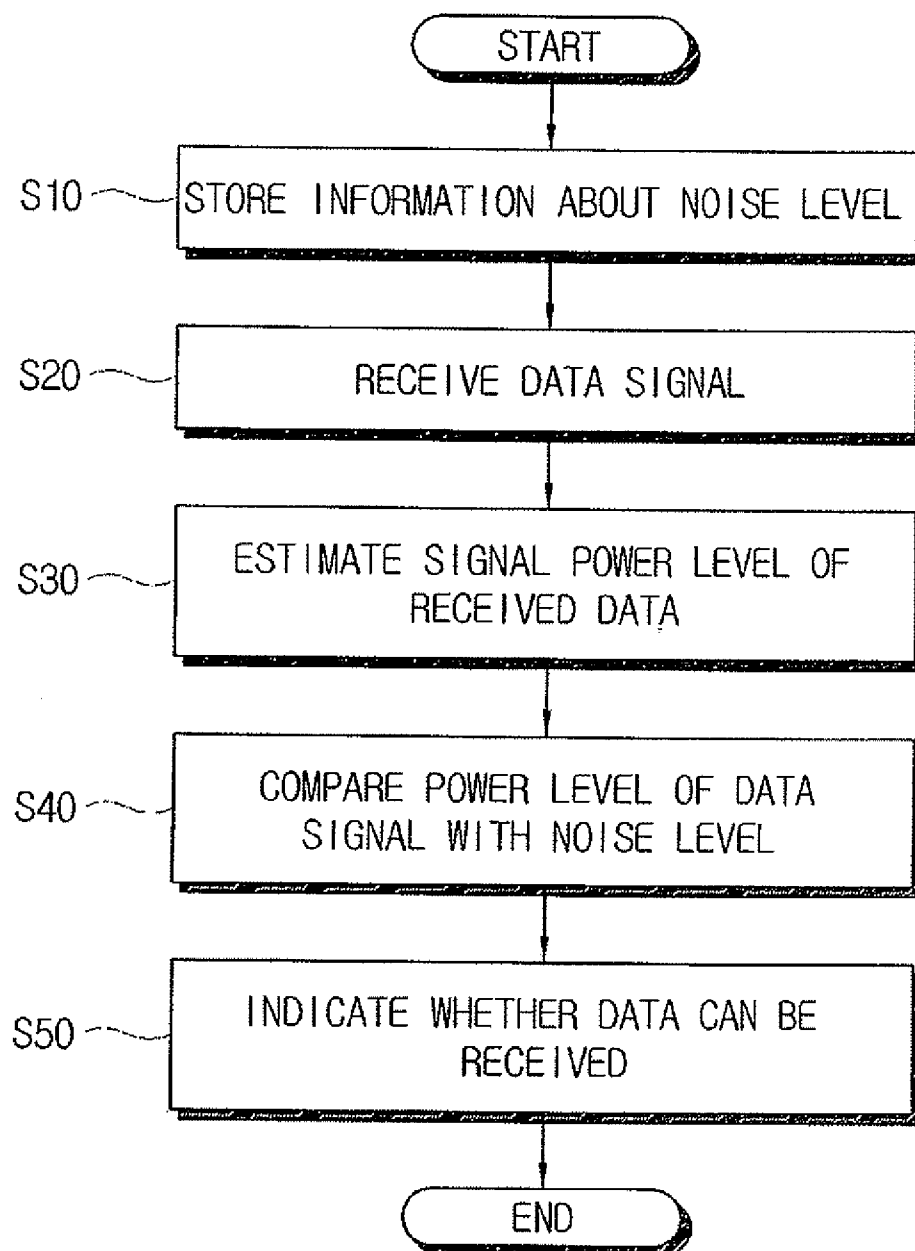 START
S10
STORE INFORMATION ABOUT NOISE LEVEL
S20
RECEIVE DATA SIGNAL
S30
ESTIMATE SIGNAL POWER LEVEL OF
RECEIVED DATA
S40
COMPARE POWER LEVEL OF DATA
SIGNAL WITH NOISE LEVEL
S50
INDICATE WHETHER DATA CAN BE
RECEIVED
END